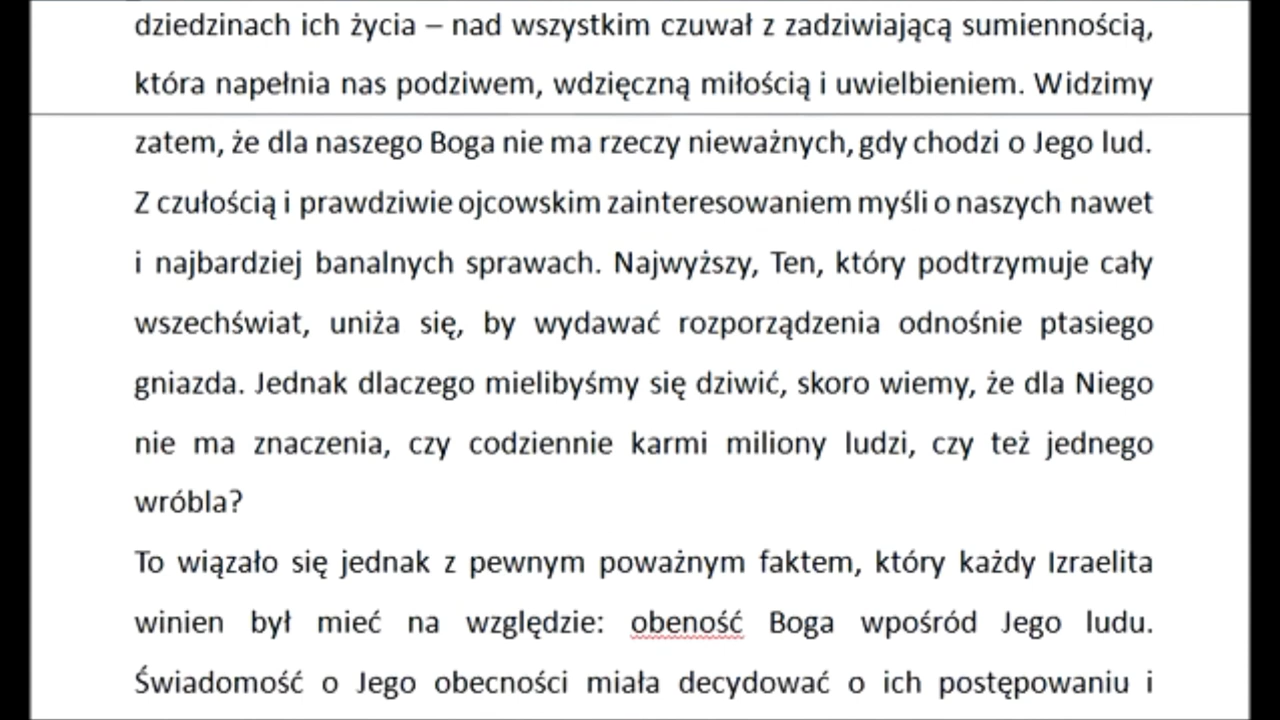 dziedzinach ich życia – nad wszystkim czuwał z zadziwiającą sumiennością,
która napełnia nas podziwem, wdzięczną miłością i uwielbieniem. Widzimy
zatem, że dla naszego Boga nie ma rzeczy nieważnych, gdy chodzi o Jego lud.
Z czułością i prawdziwie ojcowskim zainteresowaniem myśli o naszych nawet
i najbardziej banalnych sprawach. Najwyższy, Ten, który podtrzymuje cały
wszechświat, uniża się, by wydawać rozporządzenia odnośnie ptasiego
gniazda. Jednak dlaczego mielibyśmy się dziwić, skoro wiemy, że dla Niego
nie ma znaczenia, czy codziennie karmi miliony ludzi, czy też jednego
wróbla?
To wiązało się jednak z pewnym poważnym faktem, który każdy Izraelita
winien był mieć na względzie: obeność Boga wpośród Jego ludu.
Świadomość o Jego obecności miała decydować o ich postępowaniu i